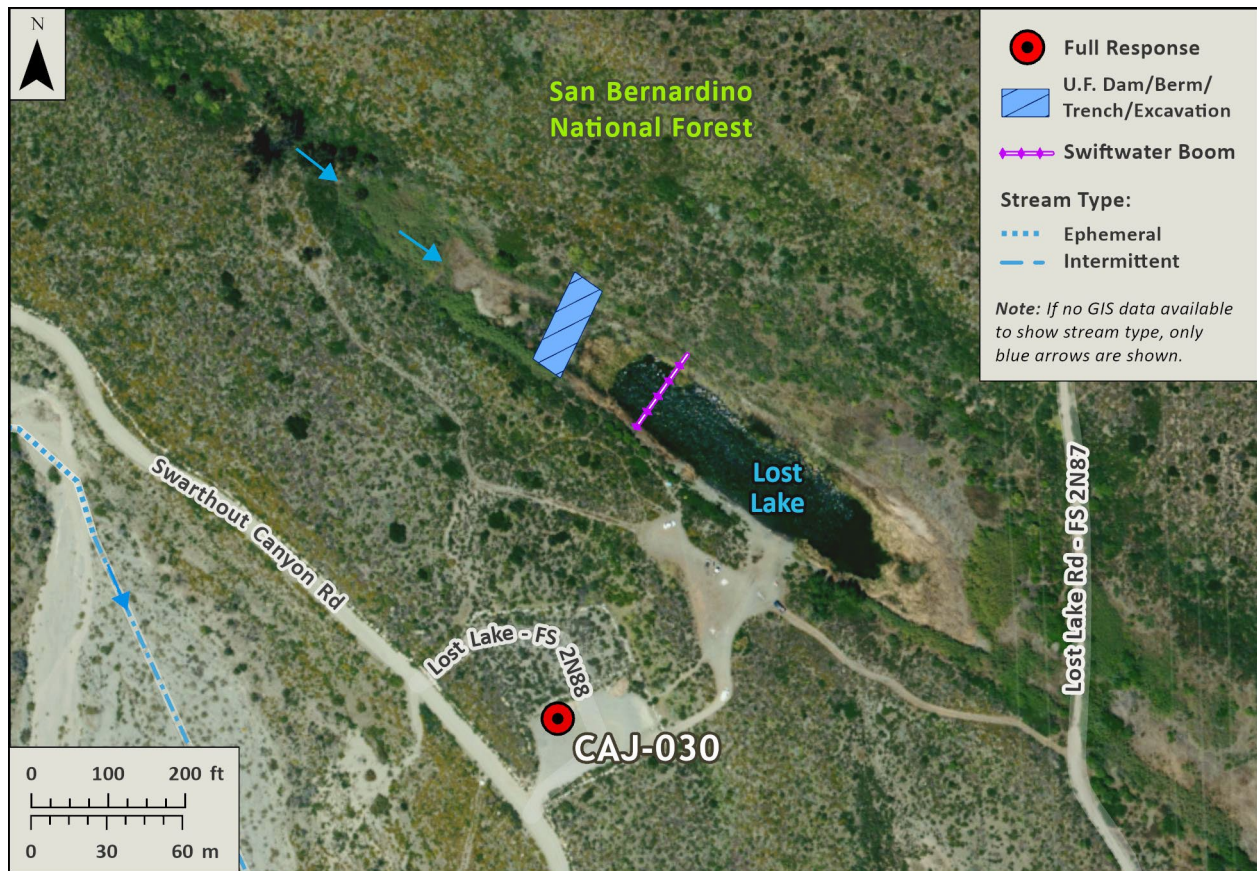 N
San Bernardino
National Forest
Full Response
U.F. Dam/Berm/
Trench/Excavation
Swiftwater Boom
Stream Type:
Ephemeral
Intermittent
Note: If no GIS data available
to show stream type, only
blue arrows are shown.
Lost
Lake
Swarthout Canyon Rd
Lost Lake Rd - FS 2N87
Lost Lake - FS 2N88
CAJ-030
0 100 200 ft
0 30 60 m